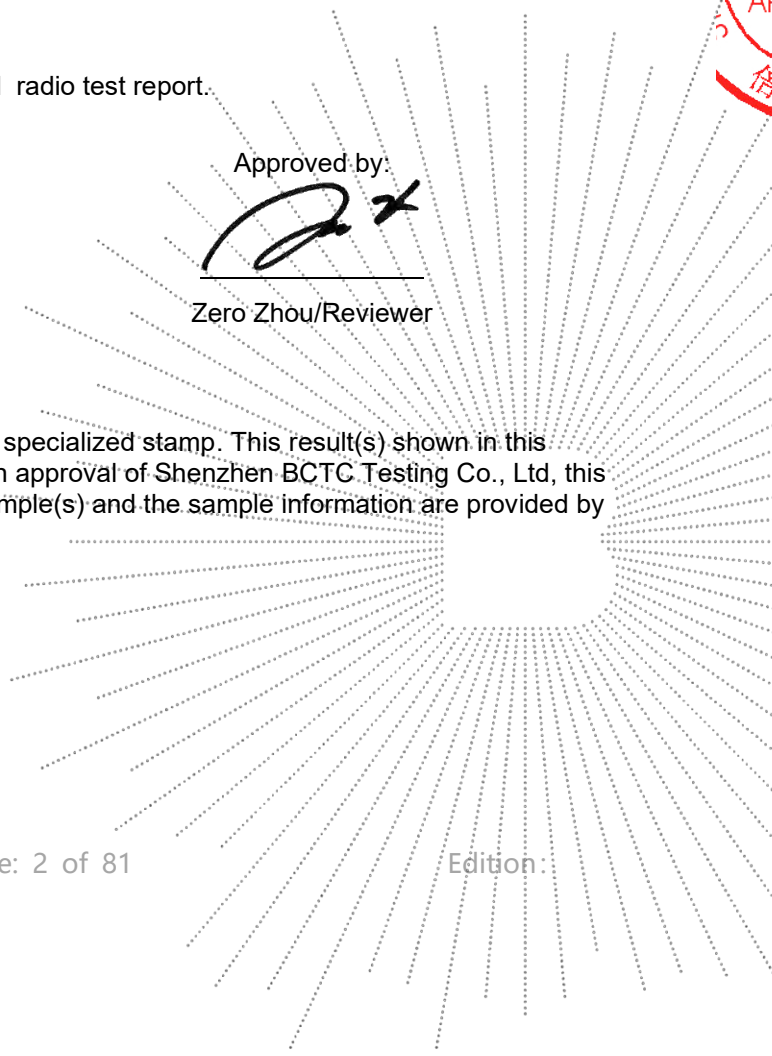 radio test report.
Approved by:
Zero Zhou/Reviewer
specialized stamp. This result(s) shown in this
approval of Shenzhen BCTC Testing Co., Ltd, this
mple(s) and the sample information are provided by
e: 2 of 81 Edition:
倍